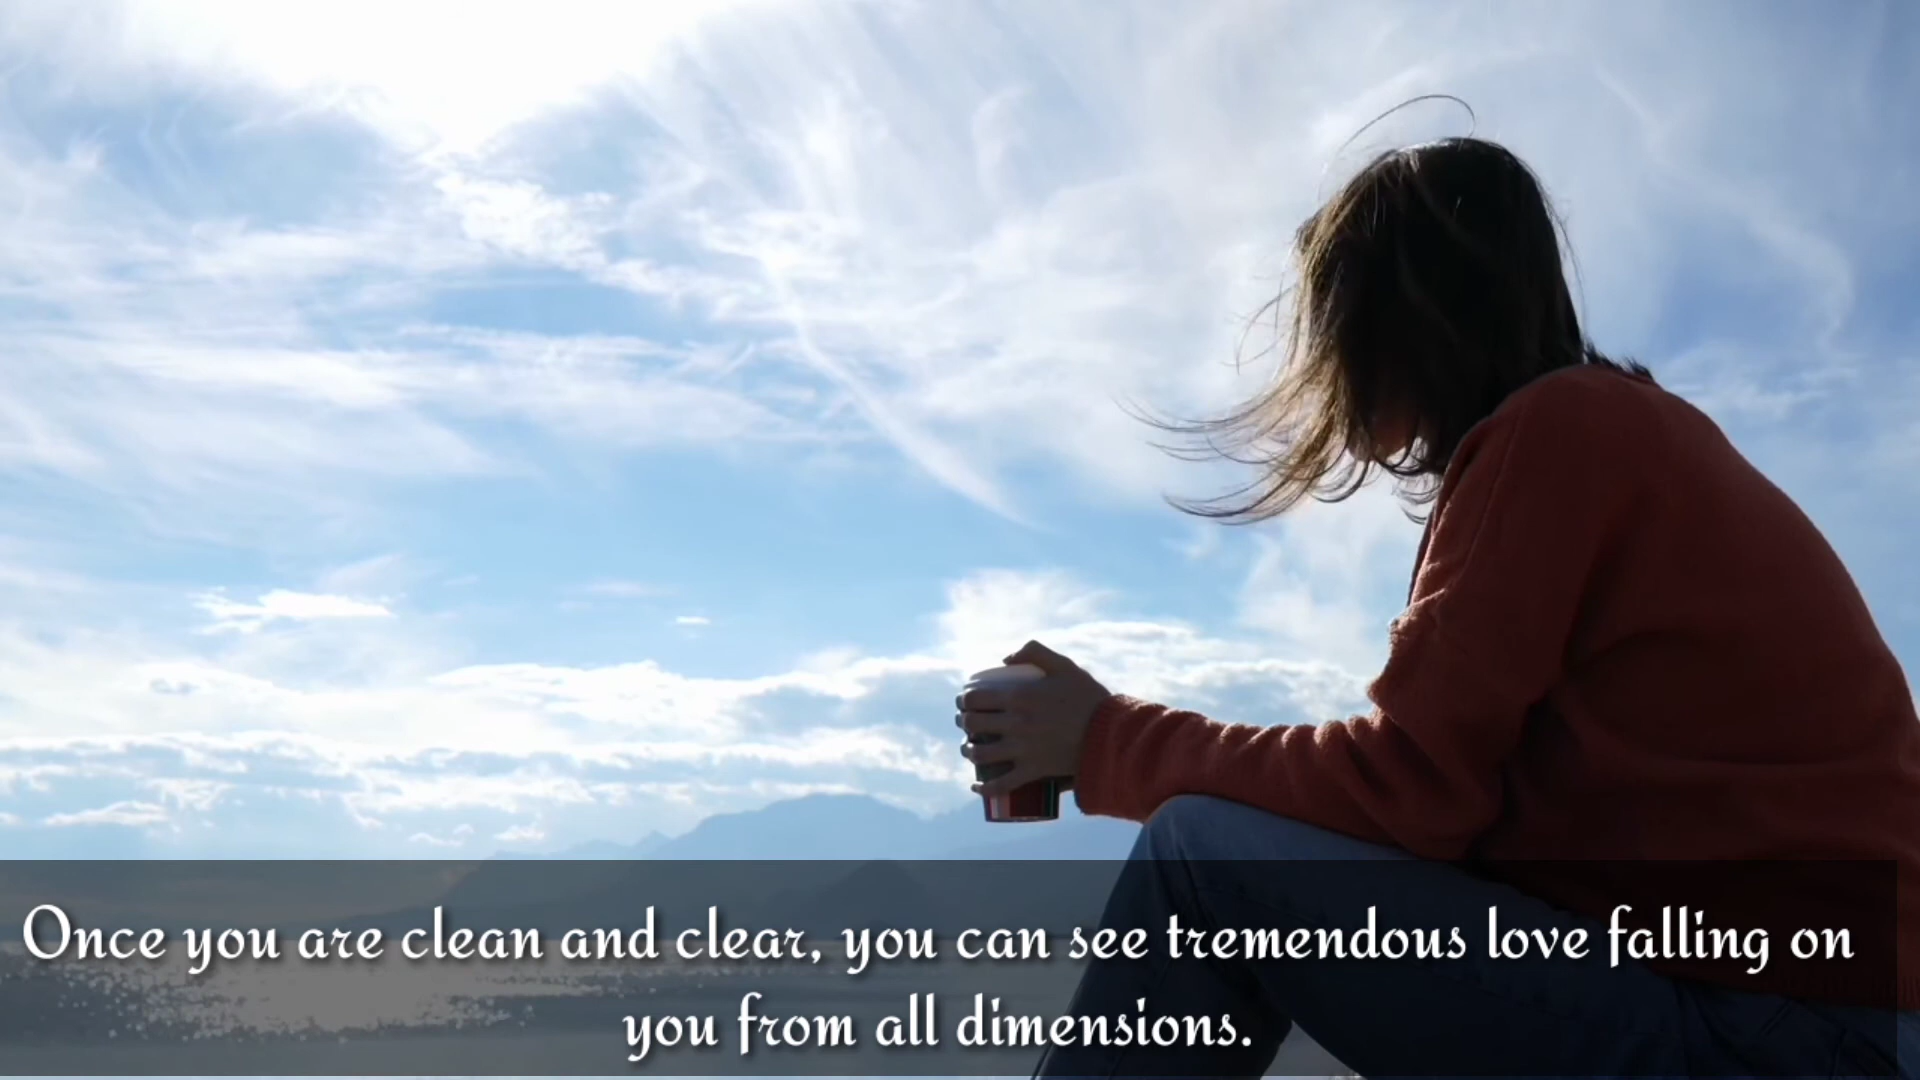 Once you are clean and clear, you can see tremendous love falling on
you from all dimensions.